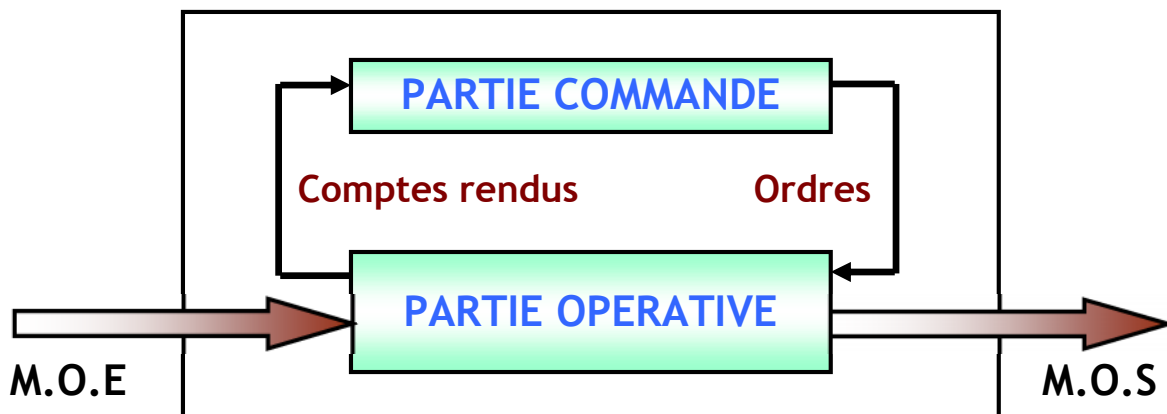 PARTIE COMMANDE
Comptes rendus
Ordres
PARTIE OPERATIVE
M.O.E
M.O.S